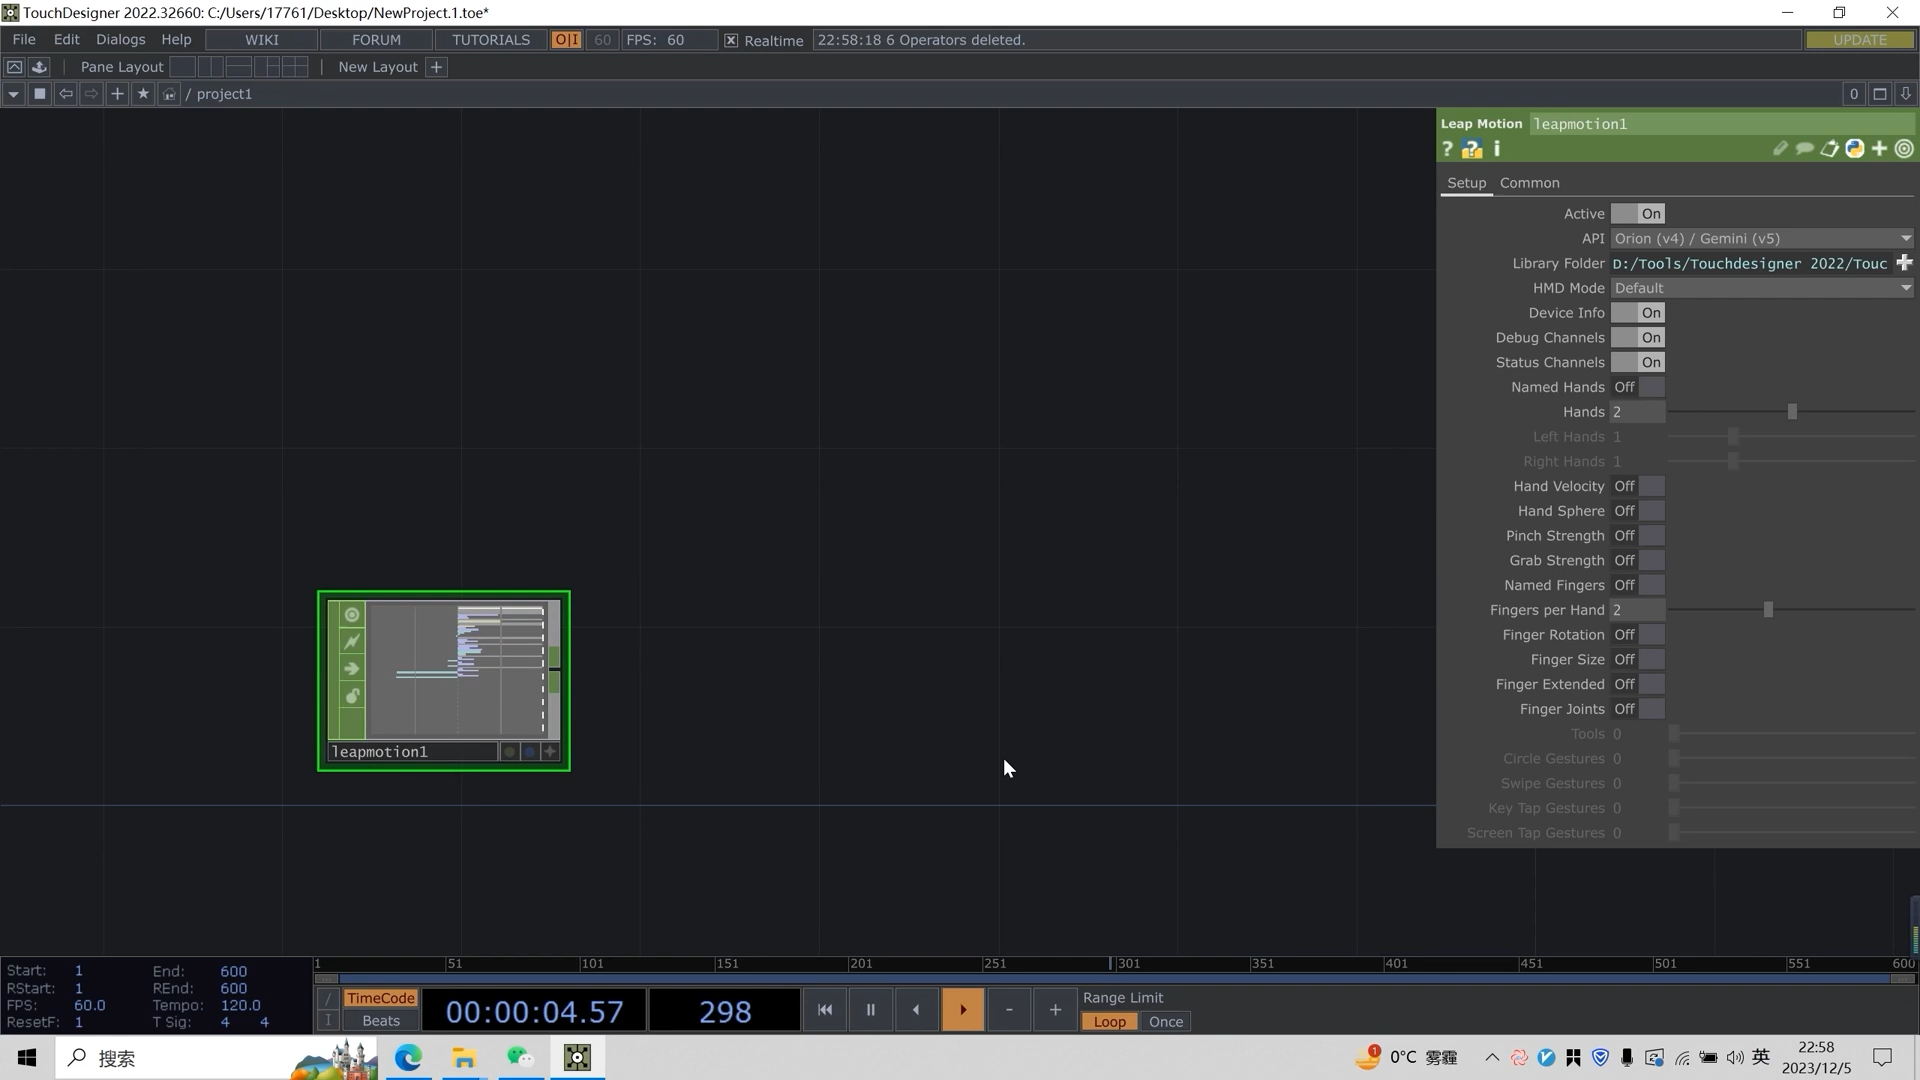 TouchDesigner 2022.32660: C:/Users/17761/Desktop/NewProject.1.toe*
File Edit Dialogs Help WIKI FORUM TUTORIALS O|I 60 FPS: 60 Realtime 22:58:18 6 Operators deleted. UPDATE
Pane Layout New Layout +
/ project1 0
Leap Motion leapmotion1
Setup Common
Active On
API Orion (v4) / Gemini (v5)
Library Folder D:/Tools/Touchdesigner 2022/Touc
HMD Mode Default
Device Info On
Debug Channels On
Status Channels On
Named Hands Off
Hands 2
Left Hands 1
Right Hands 1
Hand Velocity Off
Hand Sphere Off
Pinch Strength Off
Grab Strength Off
Named Fingers Off
Fingers per Hand 2
Finger Rotation Off
Finger Size Off
Finger Extended Off
Finger Joints Off
Tools 0
Circle Gestures 0
Swipe Gestures 0
Key Tap Gestures 0
Screen Tap Gestures 0
leapmotion1
1 51 101 151 201 251 301 351 401 451 501 551 600
Start: 1 End: 600
RStart: 1 REnd: 600
FPS: 60.0 Tempo: 120.0
ResetF: 1 T Sig: 4 4
TimeCode
Beats
00:00:04.57 298
Range Limit
Loop Once
搜索
1 0°C 雾霾 英
22:58
2023/12/5